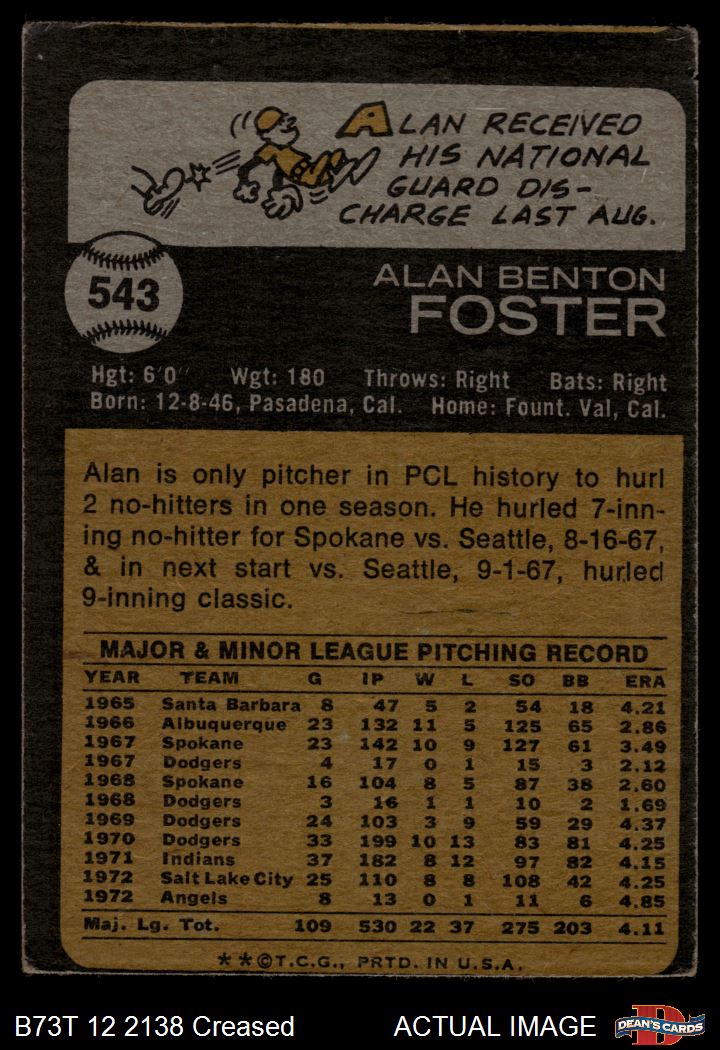 ALAN RECEIVED
HIS NATIONAL
GUARD DIS-
CHARGE LAST AUG.
543
ALAN BENTON
FOSTER
Hgt: 6'0" Wgt: 180 Throws: Right Bats: Right
Born: 12-8-46, Pasadena, Cal. Home: Fount. Val, Cal.
Alan is only pitcher in PCL history to hurl
2 no-hitters in one season. He hurled 7-inn-
ing no-hitter for Spokane vs. Seattle, 8-16-67,
& in next start vs. Seattle, 9-1-67, hurled
9-inning classic.
MAJOR & MINOR LEAGUE PITCHING RECORD
YEAR TEAM G IP W L SO BB ERA
1965 Santa Barbara 8 47 5 2 54 18 4.21
1966 Albuquerque 23 132 11 5 125 65 2.86
1967 Spokane 23 142 10 9 127 61 3.49
1967 Dodgers 4 17 0 1 15 3 2.12
1968 Spokane 16 104 8 5 87 38 2.60
1968 Dodgers 3 16 1 1 10 2 1.69
1969 Dodgers 24 103 3 9 59 29 4.37
1970 Dodgers 33 199 10 13 83 81 4.25
1971 Indians 37 182 8 12 97 82 4.15
1972 Salt Lake City 25 110 8 8 108 42 4.25
1972 Angels 8 13 0 1 11 6 4.85
Maj. Lg. Tot. 109 530 22 37 275 203 4.11
**©T.C.G., PRTD. IN U.S.A.
B73T 12 2138 Creased ACTUAL IMAGE DEAN'S CARDS